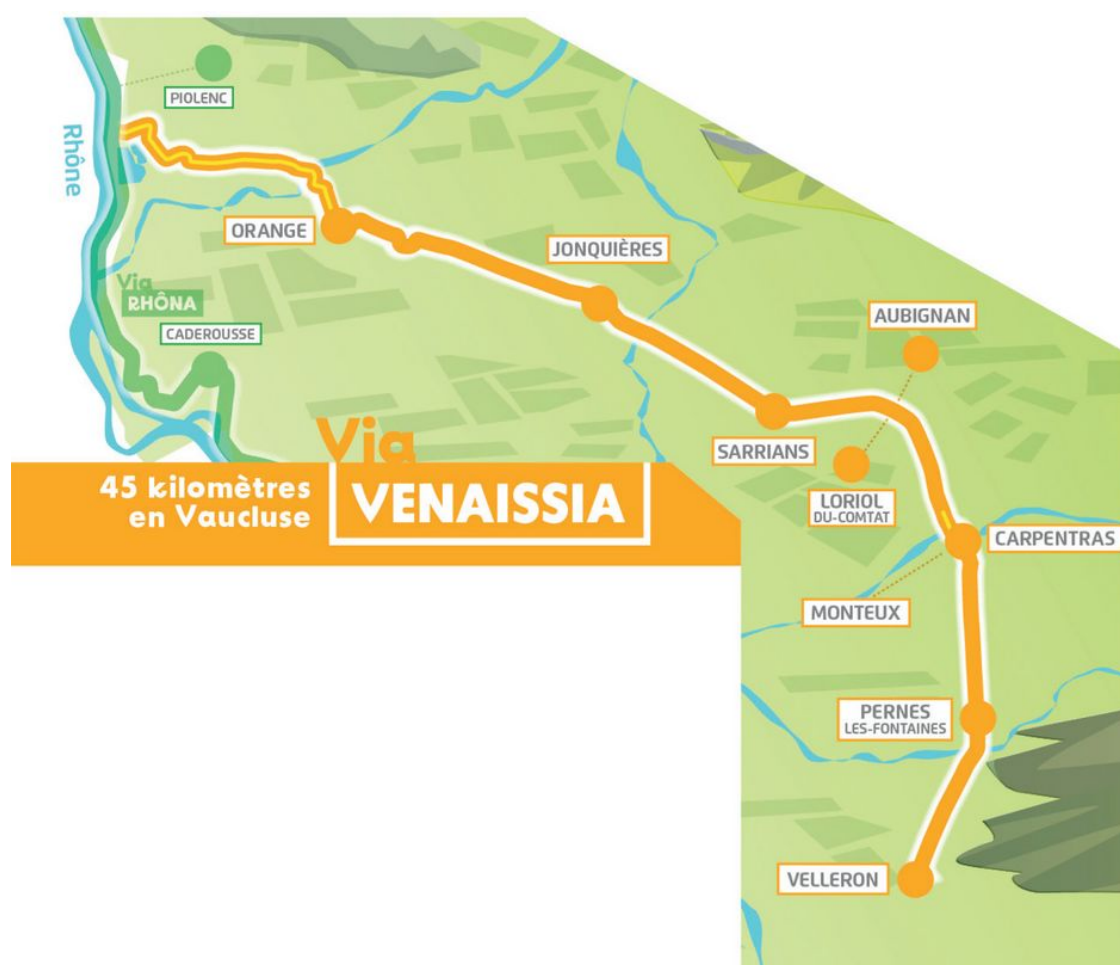 PIOLENC
Rhône
ORANGE
JONQUIÈRES
Via
RHÔNA
CADEROUSSE
AUBIGNAN
SARRIANS
LORIOL
DU-COMTAT
Via
VENAISSIA
45 kilomètres
en Vaucluse
CARPENTRAS
MONTEUX
PERNES
LES-FONTAINES
VELLERON